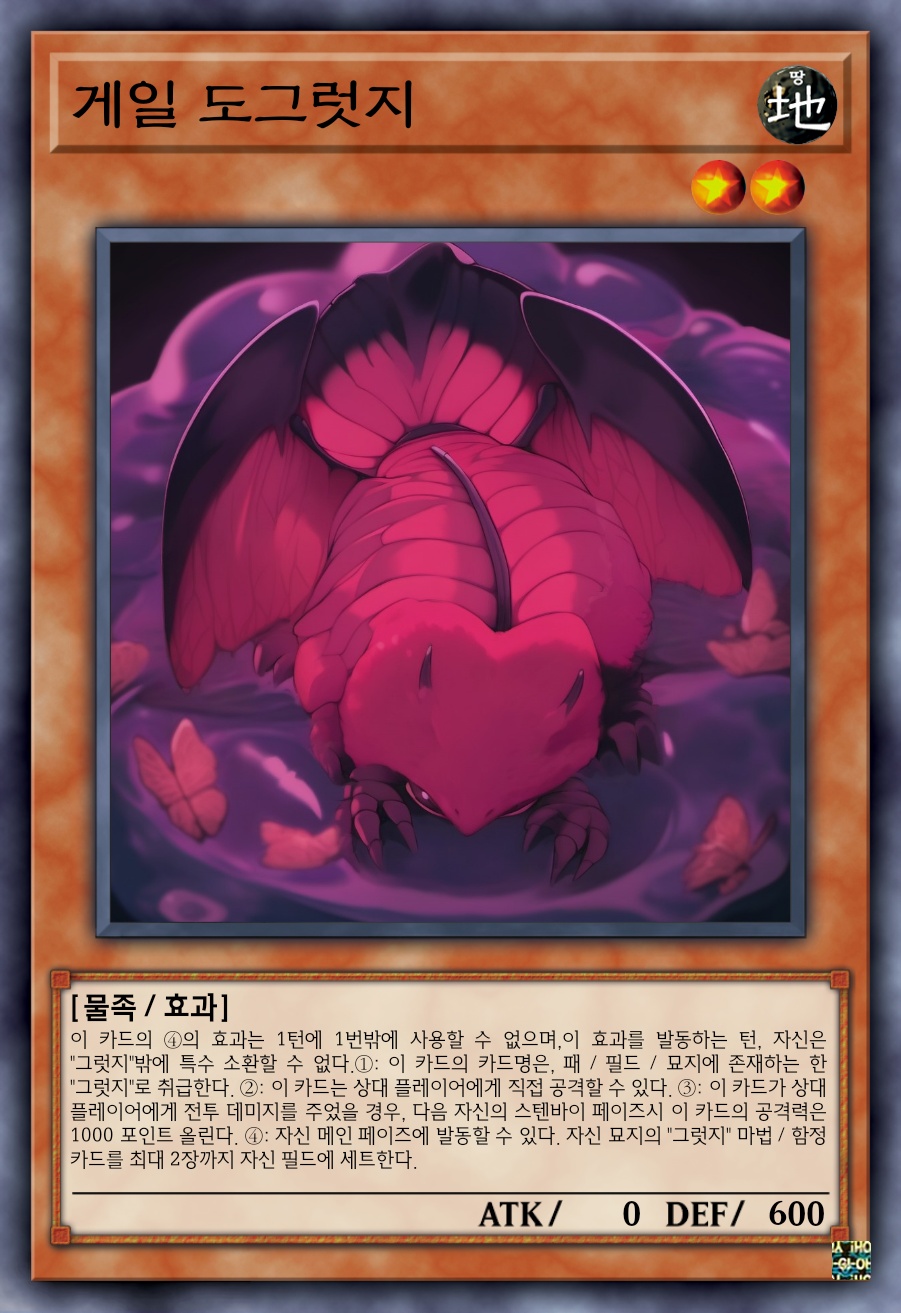 게일 도그럿지
땅
地
[물족 / 효과]
이 카드의 ④의 효과는 1턴에 1번밖에 사용할 수 없으며,이 효과를 발동하는 턴, 자신은
"그럿지"밖에 특수 소환할 수 없다.①: 이 카드의 카드명은, 패 / 필드 / 묘지에 존재하는 한
"그럿지"로 취급한다. ②: 이 카드는 상대 플레이어에게 직접 공격할 수 있다. ③: 이 카드가 상대
플레이어에게 전투 데미지를 주었을 경우, 다음 자신의 스텐바이 페이즈시 이 카드의 공격력은
1000 포인트 올린다. ④: 자신 메인 페이즈에 발동할 수 있다. 자신 묘지의 "그럿지" 마법 / 함정
카드를 최대 2장까지 자신 필드에 세트한다.
ATK/ 0 DEF/ 600